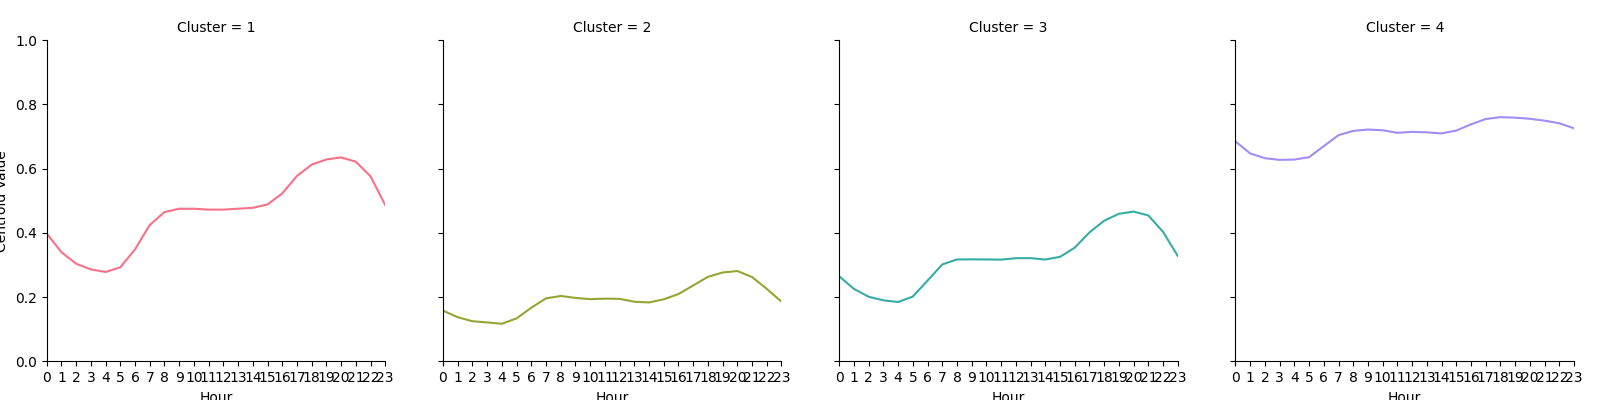 Cluster = 1
Cluster = 2
Cluster = 3
Cluster = 4
1.0
0.8
0.6
0.4
0.2
0.0
Centroid Value
0 1 2 3 4 5 6 7 8 9 10 11 12 13 14 15 16 17 18 19 20 21 22 23
0 1 2 3 4 5 6 7 8 9 10 11 12 13 14 15 16 17 18 19 20 21 22 23
0 1 2 3 4 5 6 7 8 9 10 11 12 13 14 15 16 17 18 19 20 21 22 23
0 1 2 3 4 5 6 7 8 9 10 11 12 13 14 15 16 17 18 19 20 21 22 23
Hour
Hour
Hour
Hour